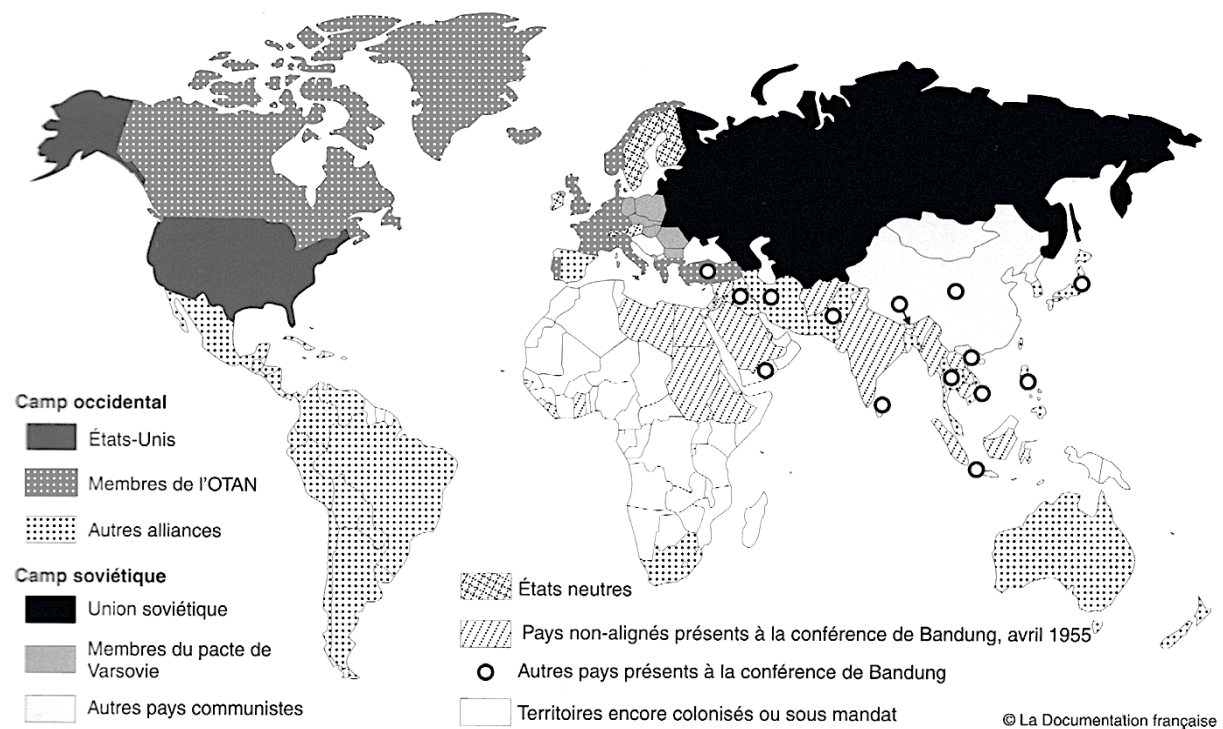 Camp occidental
États-Unis
Membres de l'OTAN
Autres alliances
Camp soviétique
Union soviétique
Membres du pacte de
Varsovie
Autres pays communistes
États neutres
Pays non-alignés présents à la conférence de Bandung, avril 1955
Autres pays présents à la conférence de Bandung
Territoires encore colonisés ou sous mandat
© La Documentation française